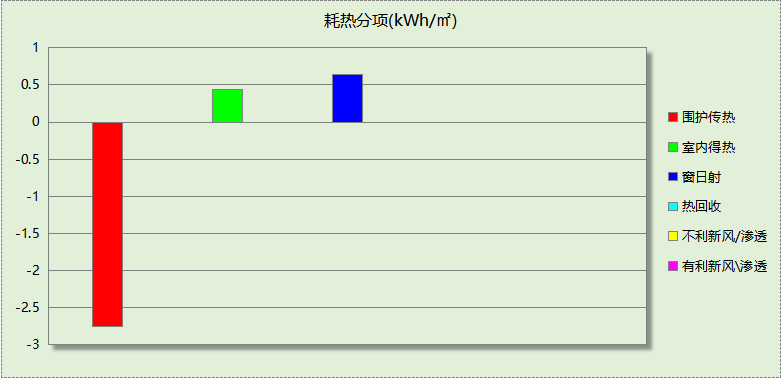 耗热分项(kWh/㎡)
1
0.5
0
-0.5
-1
-1.5
-2
-2.5
-3
围护传热
室内得热
窗日射
热回收
不利新风/渗透
有利新风\渗透